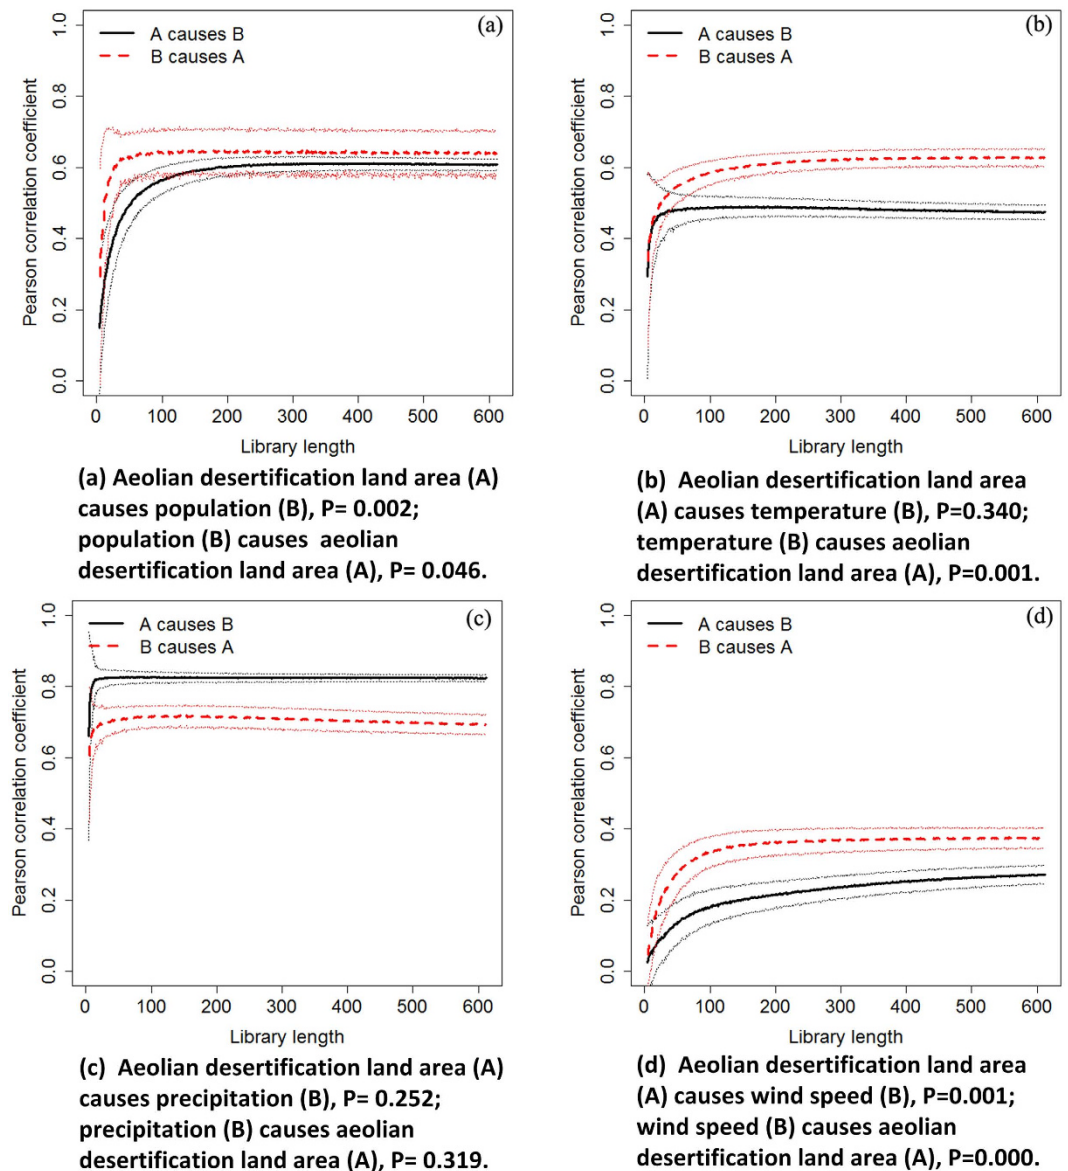 (a)
A causes B
B causes A
Pearson correlation coefficient
1.0
0.8
0.6
0.4
0.2
0.0
0 100 200 300 400 500 600
Library length
(a) Aeolian desertification land area (A)
causes population (B), P= 0.002;
population (B) causes aeolian
desertification land area (A), P= 0.046.
(b)
A causes B
B causes A
Pearson correlation coefficient
1.0
0.8
0.6
0.4
0.2
0.0
0 100 200 300 400 500 600
Library length
(b) Aeolian desertification land area
(A) causes temperature (B), P=0.340;
temperature (B) causes aeolian
desertification land area (A), P=0.001.
(c)
A causes B
B causes A
Pearson correlation coefficient
1.0
0.8
0.6
0.4
0.2
0.0
0 100 200 300 400 500 600
Library length
(c) Aeolian desertification land area (A)
causes precipitation (B), P= 0.252;
precipitation (B) causes aeolian
desertification land area (A), P= 0.319.
(d)
A causes B
B causes A
Pearson correlation coefficient
1.0
0.8
0.6
0.4
0.2
0.0
0 100 200 300 400 500 600
Library length
(d) Aeolian desertification land area
(A) causes wind speed (B), P=0.001;
wind speed (B) causes aeolian
desertification land area (A), P=0.000.